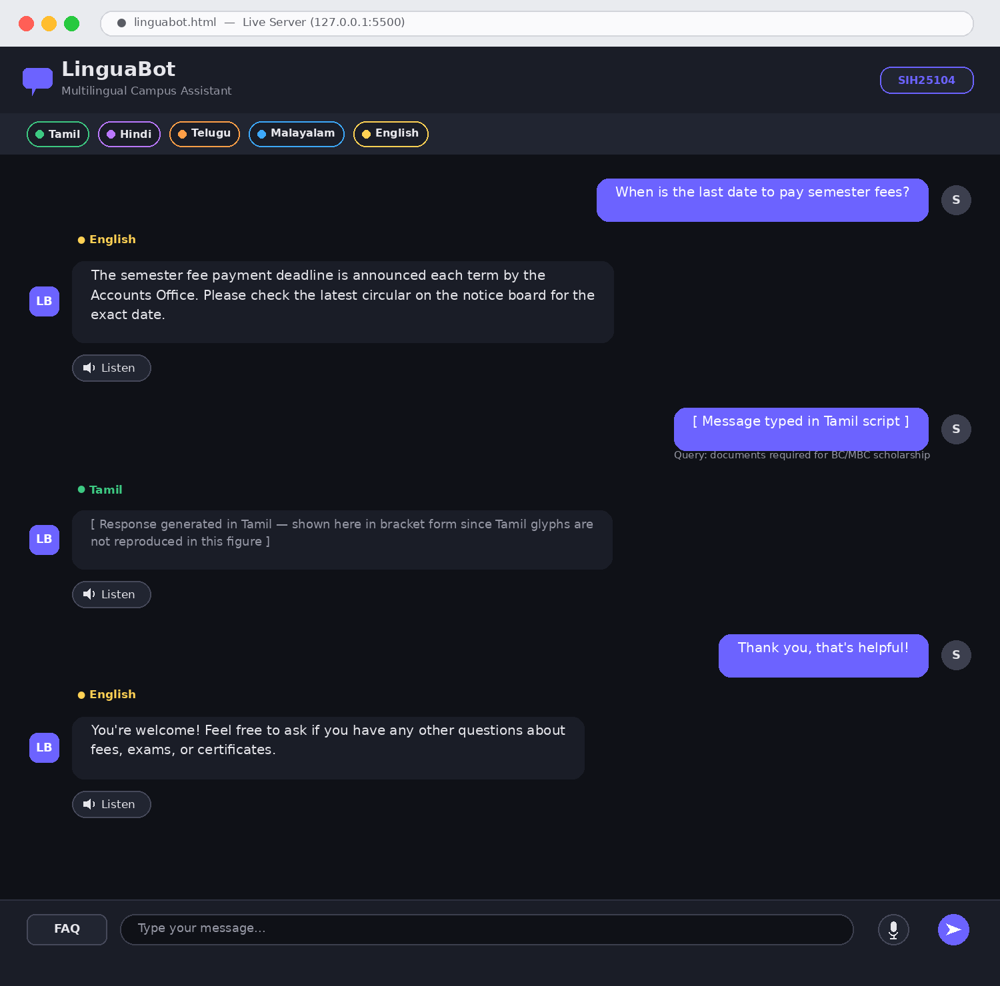 linguabot.html — Live Server (127.0.0.1:5500)
LinguaBot
Multilingual Campus Assistant
SIH25104
Tamil Hindi Telugu Malayalam English
When is the last date to pay semester fees?
S
English
The semester fee payment deadline is announced each term by the
Accounts Office. Please check the latest circular on the notice board for the
exact date.
LB
Listen
[ Message typed in Tamil script ]
S
Query: documents required for BC/MBC scholarship
Tamil
[ Response generated in Tamil — shown here in bracket form since Tamil glyphs are
not reproduced in this figure ]
LB
Listen
Thank you, that's helpful!
S
English
You're welcome! Feel free to ask if you have any other questions about
fees, exams, or certificates.
LB
Listen
FAQ
Type your message...